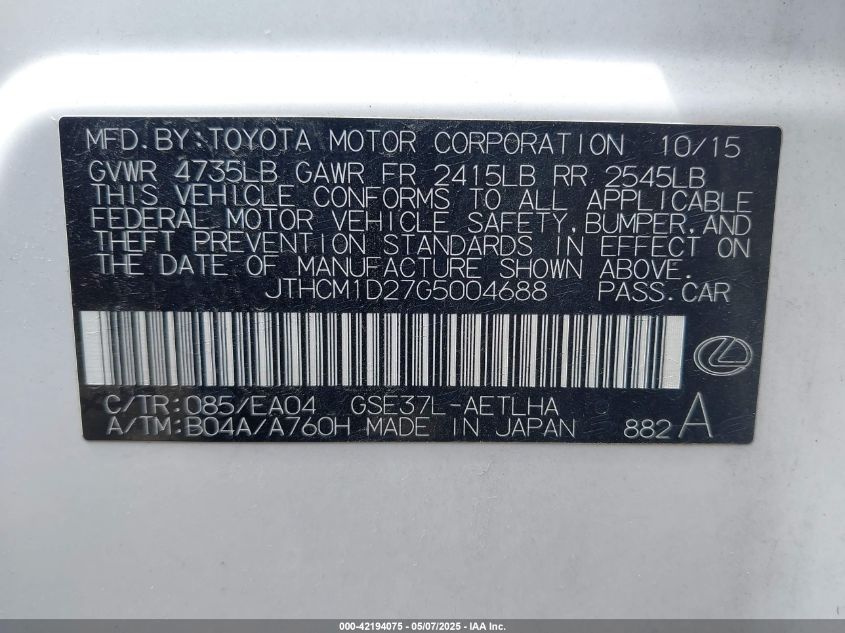 MFD.BY:TOYOTA MOTOR CORPORATION 10/15
GVWR 4735LB GAWR FR 2415LB RR 2545LB
THIS VEHICLE CONFORMS TO ALL APPLICABLE
FEDERAL MOTOR VEHICLE SAFETY,BUMPER,AND
THEFT PREVENTION STANDARDS IN EFFECT ON
THE DATE OF MANUFACTURE SHOWN ABOVE.
JTHCM1D27G5004688 PASS.CAR
C/TR:085/EA04 GSE37L-AETLHA
A/TM:B04A/A760H MADE IN JAPAN 882A
000-42194075 - 05/07/2025 - IAA Inc.